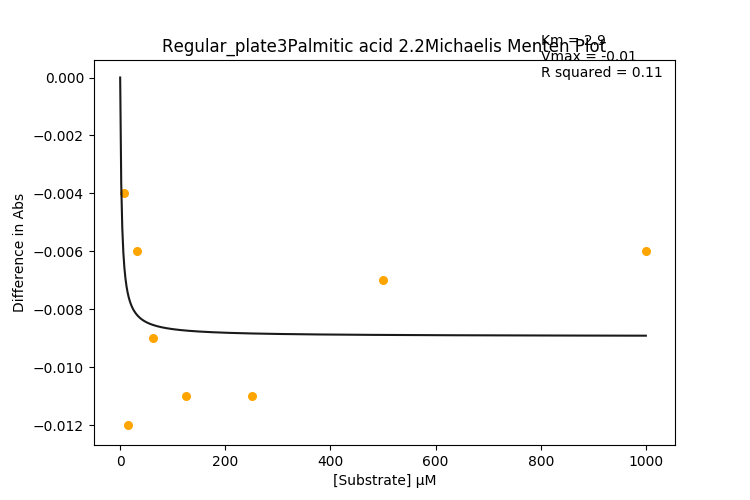 Km = 2.9
Regular_plate3Palmitic acid 2.2Michaelis Menten Plot
Vmax = -0.01
R squared = 0.11
0.000
−0.002
−0.004
−0.006
−0.008
−0.010
−0.012
Difference in Abs
0 200 400 600 800 1000
[Substrate] μM